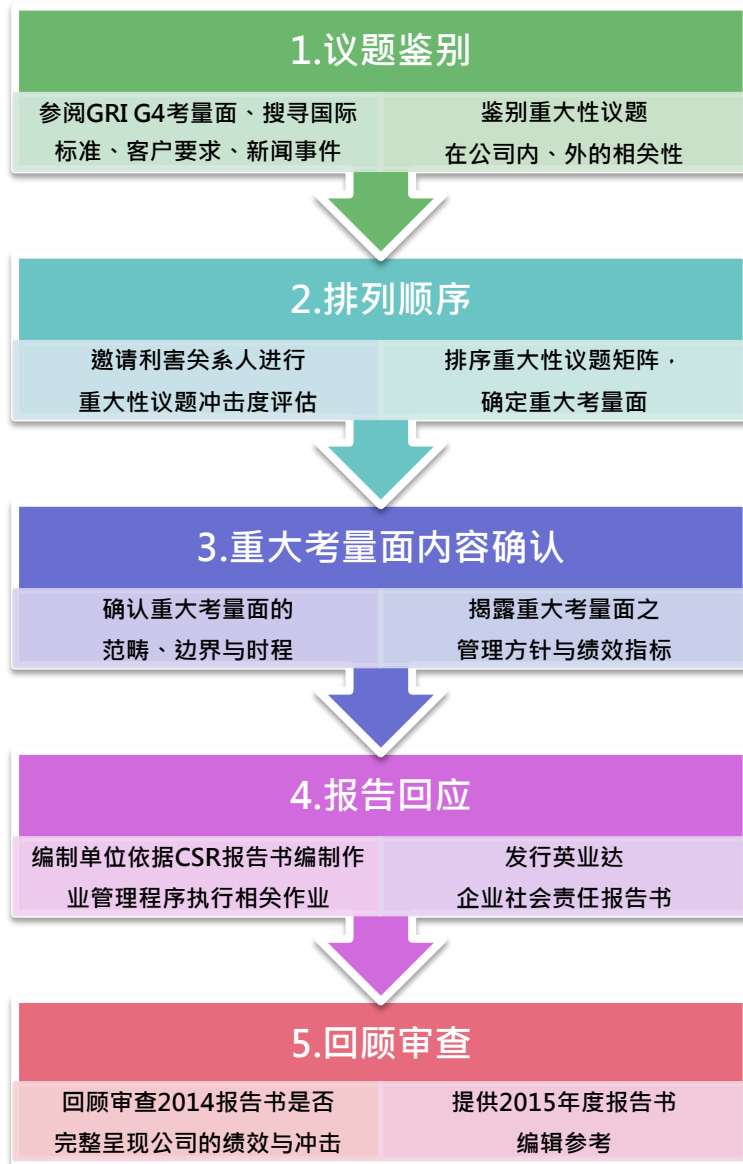 1.议题鉴别
参阅GRI G4考量面、搜寻国际
标准、客户要求、新闻事件
鉴别重大性议题
在公司内、外的相关性
2.排列顺序
邀请利害关系人进行
重大性议题冲击度评估
排序重大性议题矩阵，
确定重大考量面
3.重大考量面内容确认
确认重大考量面的
范畴、边界与时程
揭露重大考量面之
管理方针与绩效指标
4.报告回应
编制单位依据CSR报告书编制作
业管理程序执行相关作业
发行英业达
企业社会责任报告书
5.回顾审查
回顾审查2014报告书是否
完整呈现公司的绩效与冲击
提供2015年度报告书
编辑参考